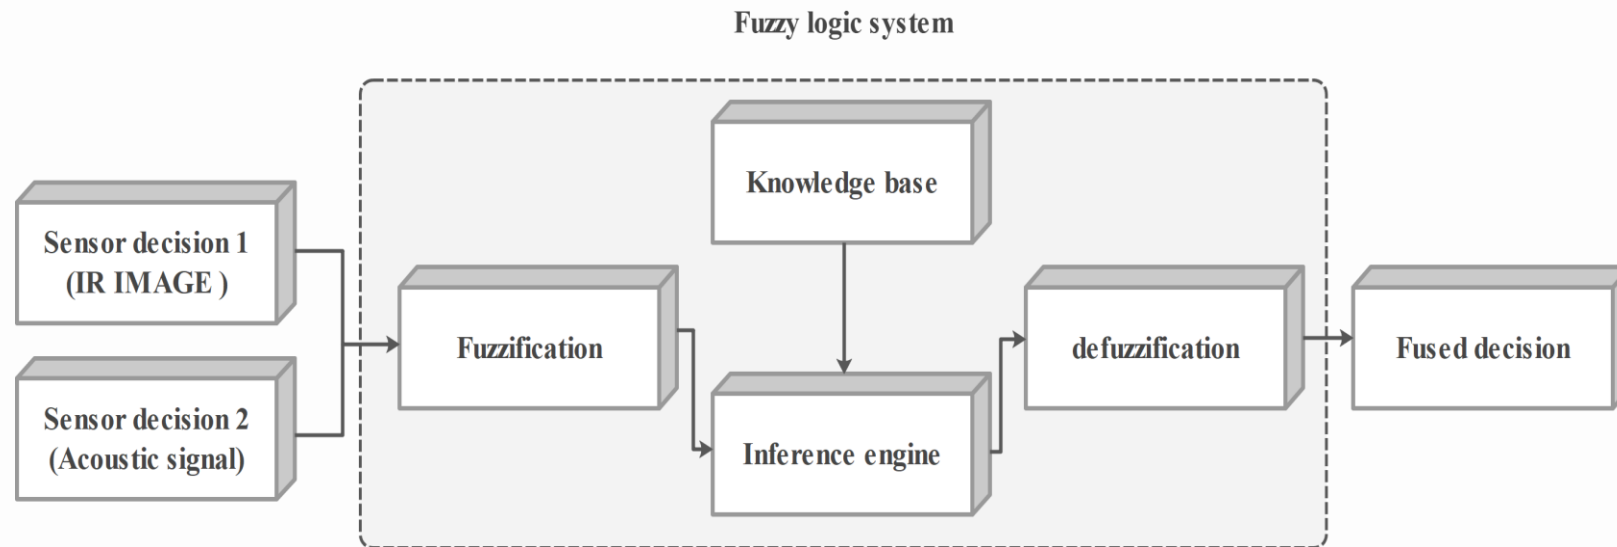 Fuzzy logic system
Knowledge base
Sensor decision 1
(IR IMAGE )
Fuzzification
defuzzification
Fused decision
Sensor decision 2
(Acoustic signal)
Inference engine